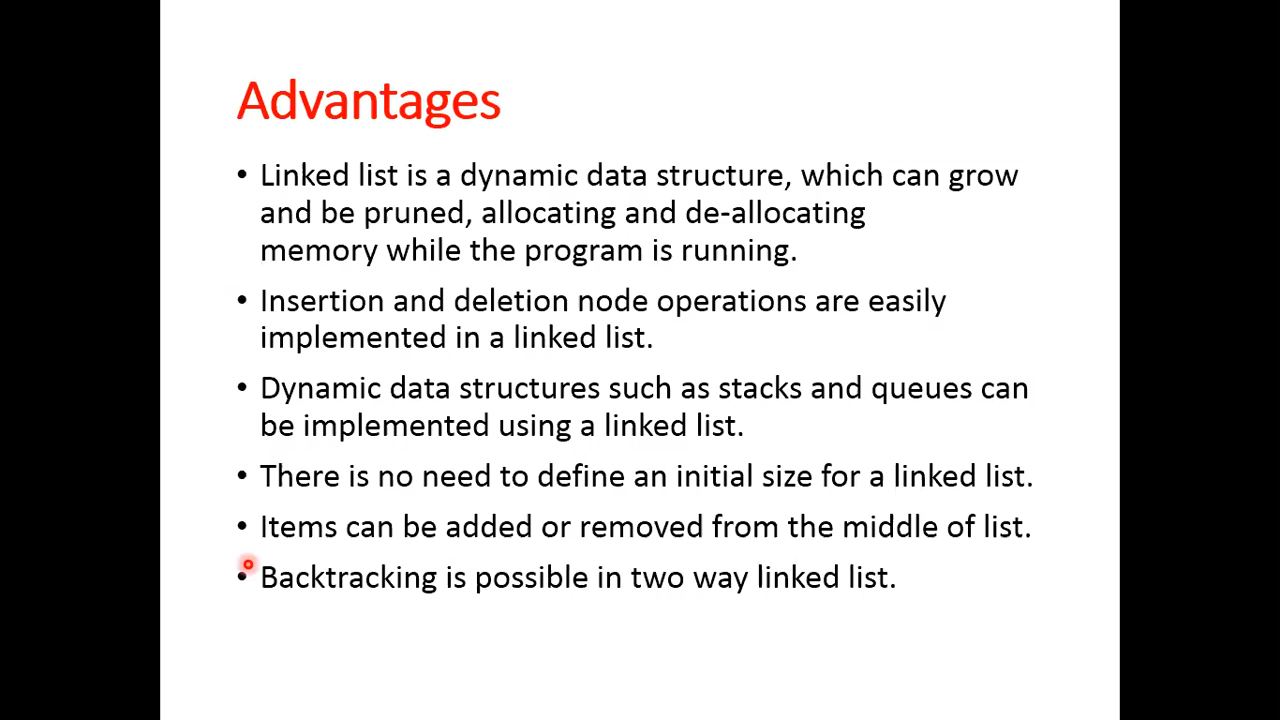 Advantages
• Linked list is a dynamic data structure, which can grow
and be pruned, allocating and de-allocating
memory while the program is running.
• Insertion and deletion node operations are easily
implemented in a linked list.
• Dynamic data structures such as stacks and queues can
be implemented using a linked list.
• There is no need to define an initial size for a linked list.
• Items can be added or removed from the middle of list.
• Backtracking is possible in two way linked list.